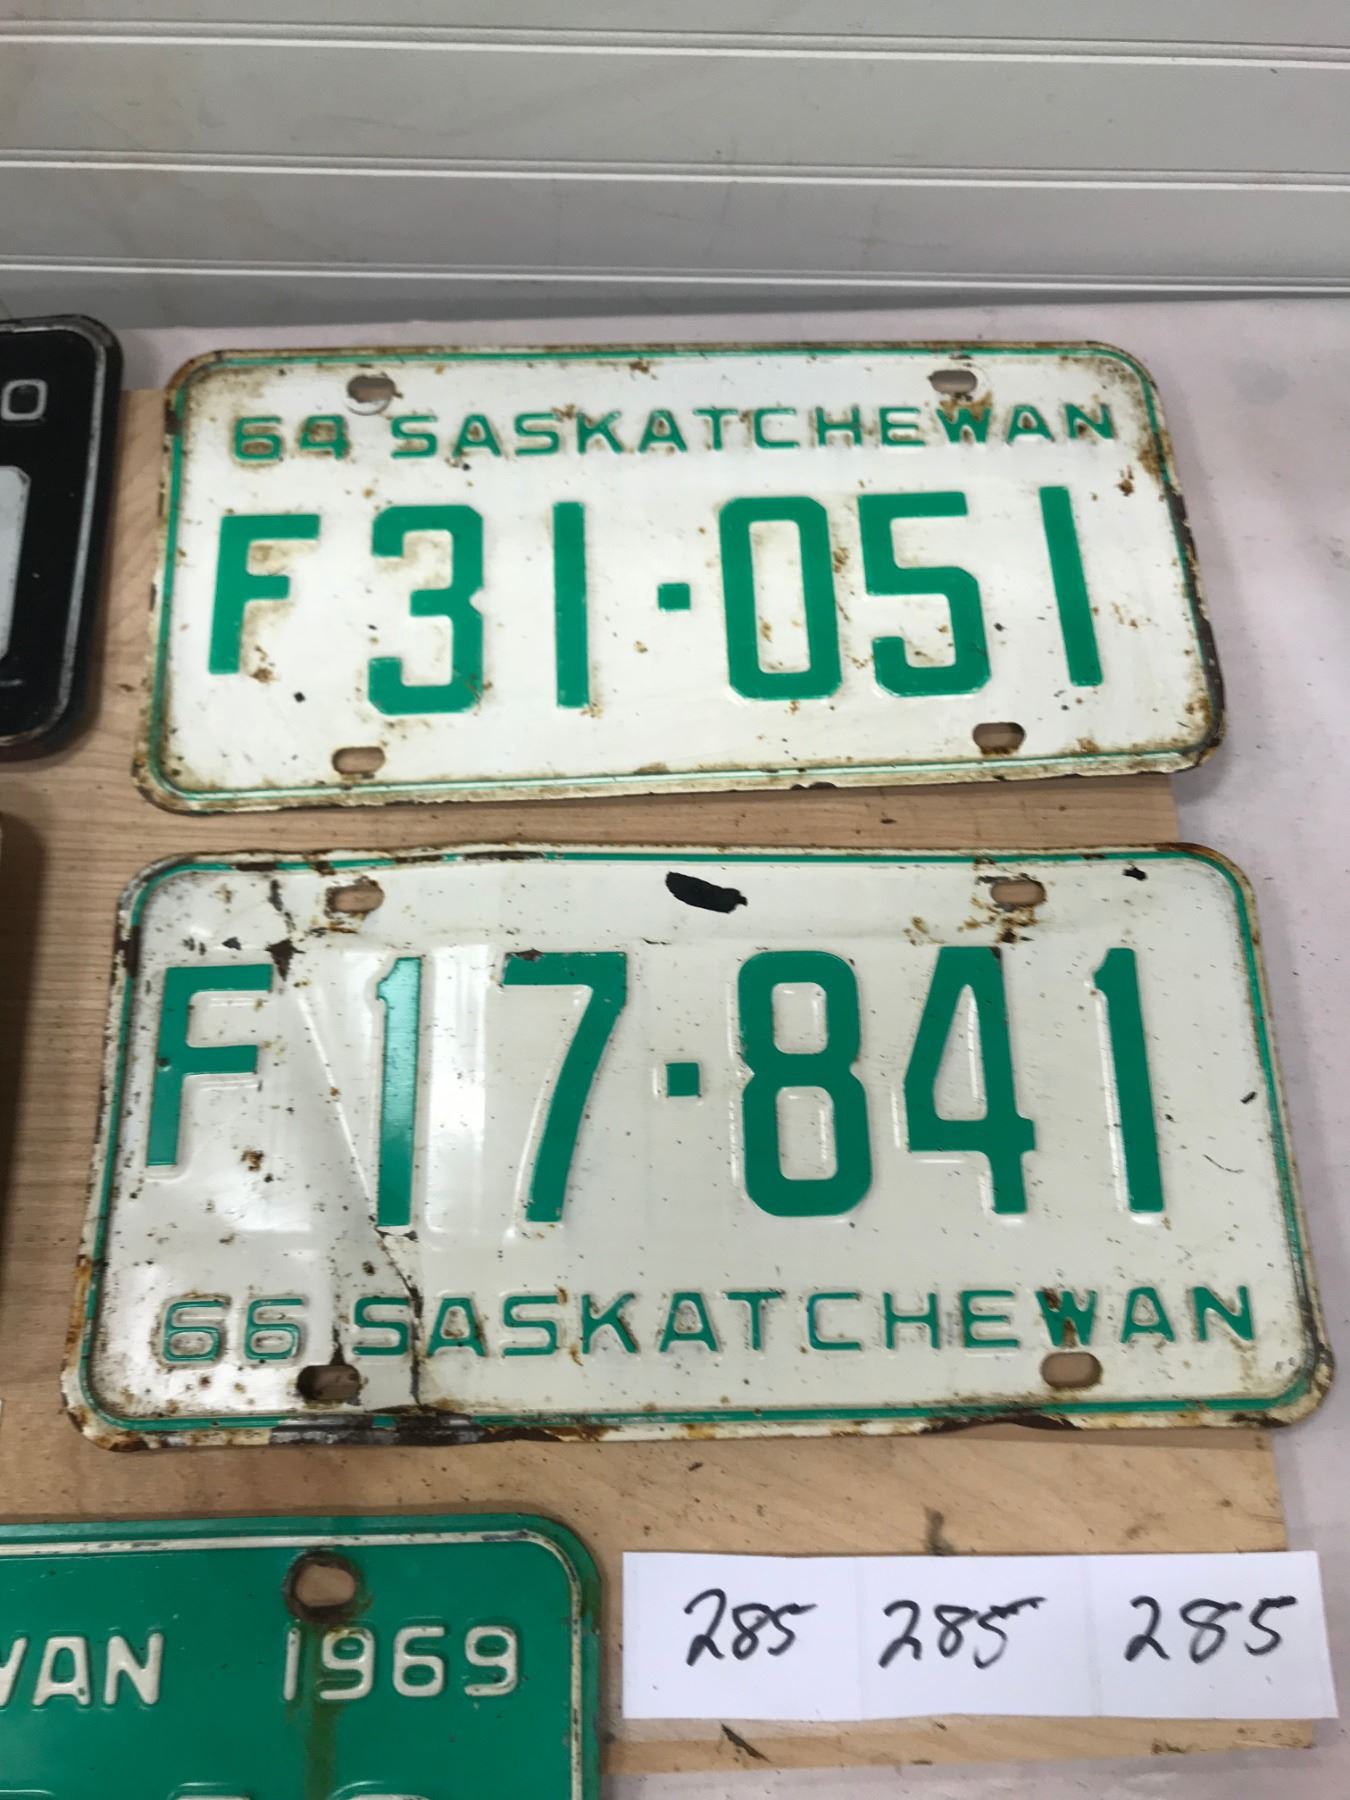 64 SASKATCHEWAN
F31·051
F17·841
66 SASKATCHEWAN
WAN 1969
285 285 285